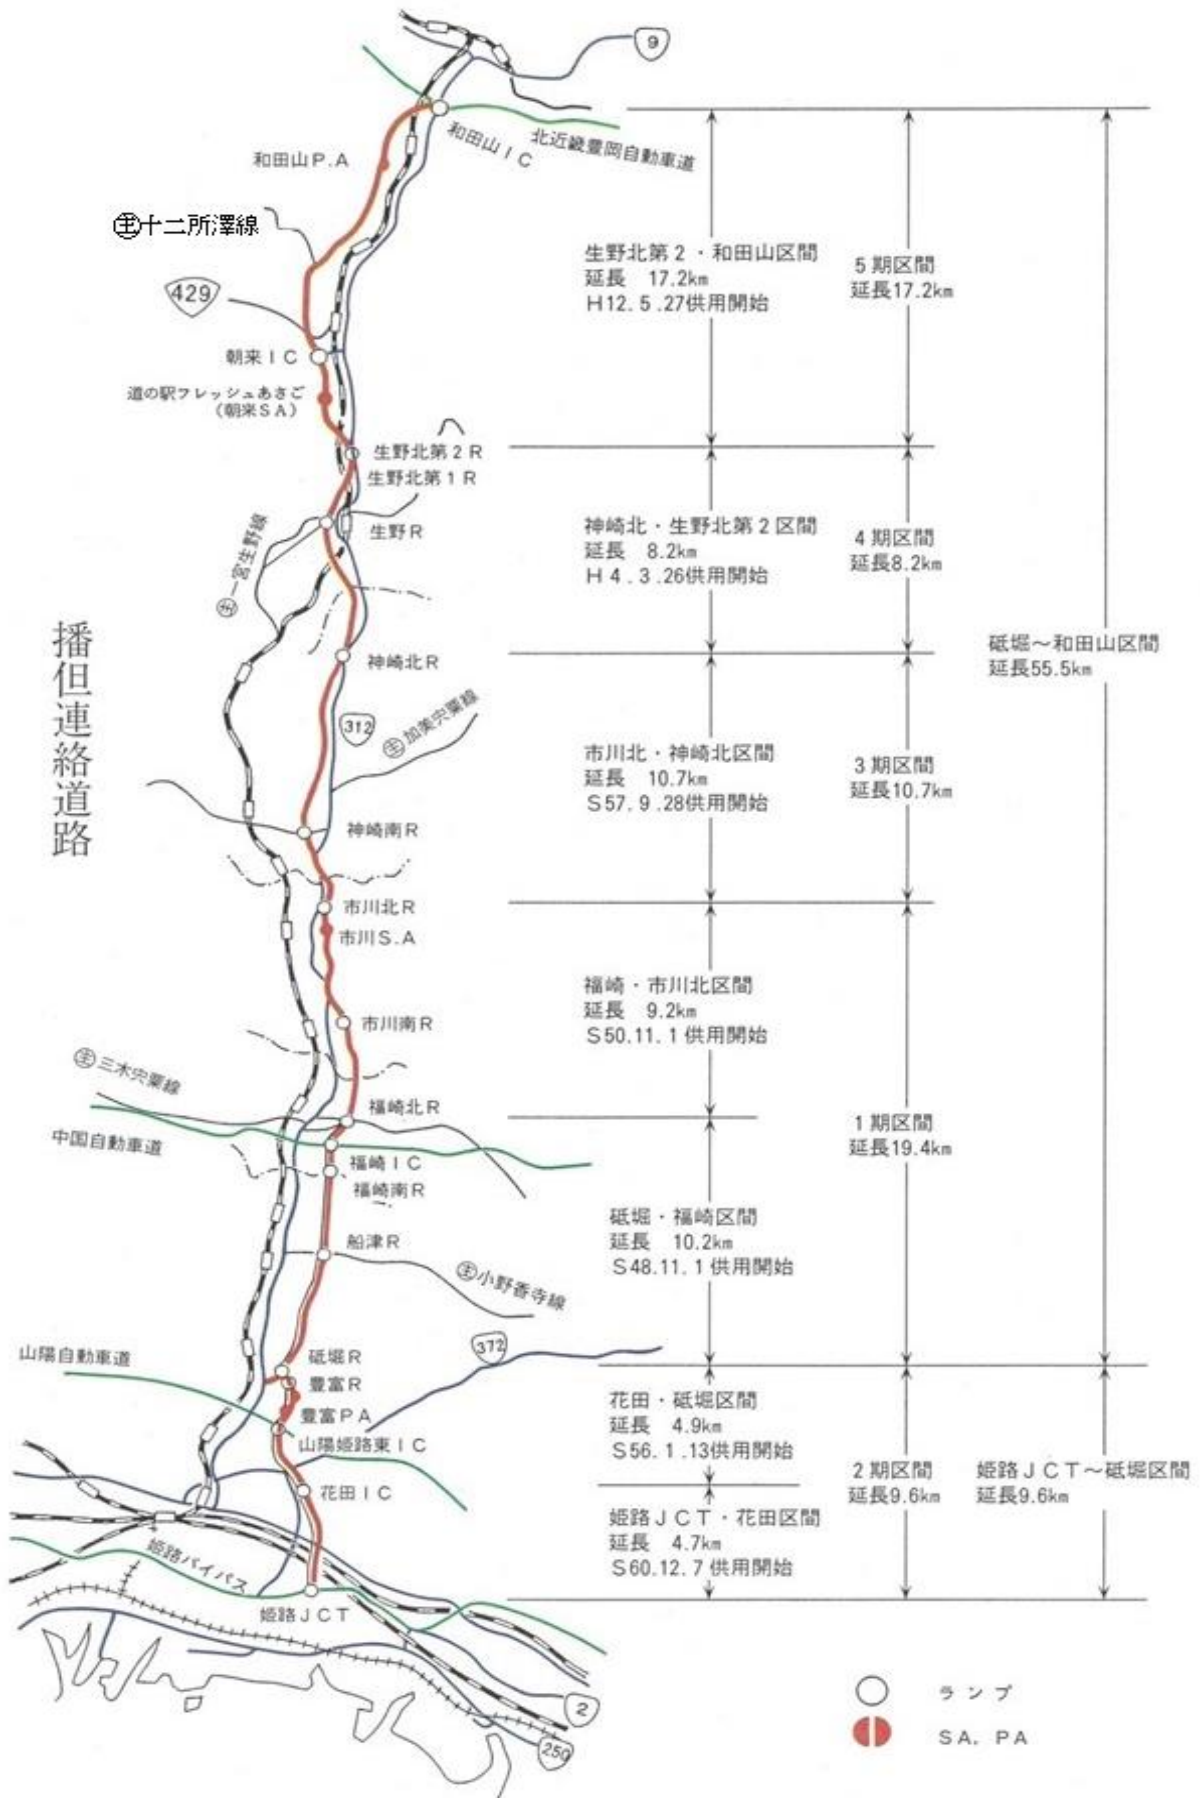 9
和田山IC
北近畿豊岡自動車道
和田山P.A
㊤十二所澤線
429
朝来IC
道の駅フレッシュあさご
(朝来SA)
生野北第2R
生野北第1R
生野R
㊤一宮生野線
神崎北R
312
㊤加美宍粟線
播但連絡道路
神崎南R
市川北R
市川S.A
市川南R
㊤三木宍粟線
福崎北R
中国自動車道
福崎IC
福崎南R
船津R
㊤小野香寺線
372
山陽自動車道
砥堀R
豊富R
豊富PA
山陽姫路東IC
花田IC
姫路バイパス
姫路JCT
2
250
生野北第2・和田山区間
延長 17.2km
H12.5.27供用開始
5期区間
延長17.2km
神崎北・生野北第2区間
延長 8.2km
H4.3.26供用開始
4期区間
延長8.2km
砥堀～和田山区間
延長55.5km
市川北・神崎北区間
延長 10.7km
S57.9.28供用開始
3期区間
延長10.7km
福崎・市川北区間
延長 9.2km
S50.11.1供用開始
1期区間
延長19.4km
砥堀・福崎区間
延長 10.2km
S48.11.1供用開始
花田・砥堀区間
延長 4.9km
S56.1.13供用開始
2期区間
延長9.6km
姫路JCT～砥堀区間
延長9.6km
姫路JCT・花田区間
延長 4.7km
S60.12.7供用開始
ランプ
SA．PA